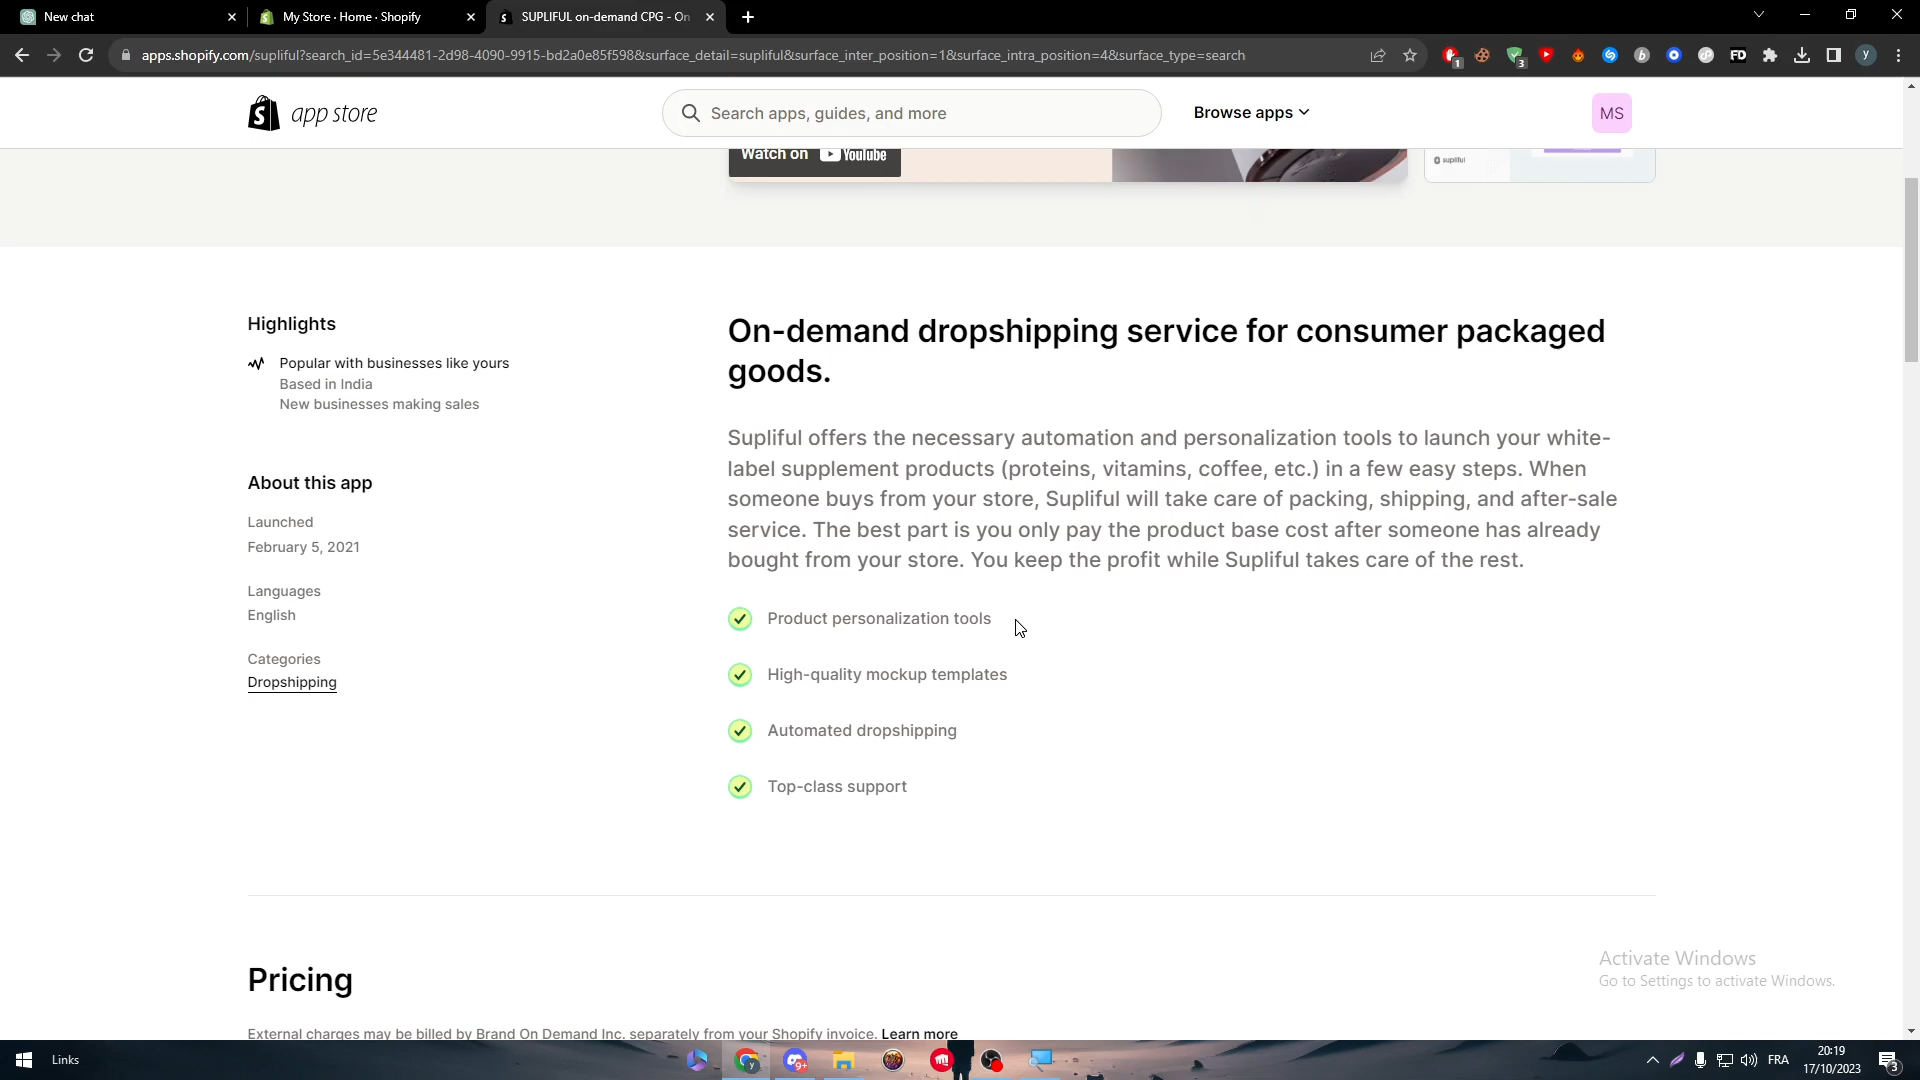 New chat
My Store · Home · Shopify
SUPLIFUL on-demand CPG - On
apps.shopify.com/supliful?search_id=5e344481-2d98-4090-9915-bd2a0e85f598&surface_detail=supliful&surface_inter_position=1&surface_intra_position=4&surface_type=search
1
3
FD
y
app store
Search apps, guides, and more
Browse apps
MS
Watch on YouTube
supliful
Highlights
Popular with businesses like yours
Based in India
New businesses making sales
About this app
Launched
February 5, 2021
Languages
English
Categories
Dropshipping
On-demand dropshipping service for consumer packaged
goods.
Supliful offers the necessary automation and personalization tools to launch your white-
label supplement products (proteins, vitamins, coffee, etc.) in a few easy steps. When
someone buys from your store, Supliful will take care of packing, shipping, and after-sale
service. The best part is you only pay the product base cost after someone has already
bought from your store. You keep the profit while Supliful takes care of the rest.
Product personalization tools
High-quality mockup templates
Automated dropshipping
Top-class support
Pricing
External charges may be billed by Brand On Demand Inc. separately from your Shopify invoice. Learn more
Activate Windows
Go to Settings to activate Windows.
Links
y
9+
FRA
20:19
17/10/2023
3